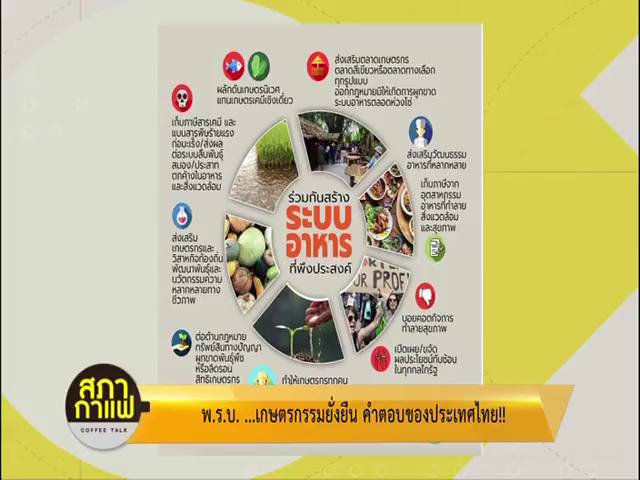 ส่งเสริมตลาดเกษตรกร
ตลาดสีเขียวหรือตลาดทางเลือก
ทุกรูปแบบ
ออกกฎหมายมิให้เกิดการผูกขาด
ระบบอาหารตลอดห่วงโซ่
ผลักดันเกษตรนิเวศ
แทนเกษตรเคมีเชิงเดี่ยว
เก็บภาษีสารเคมี และ
แบนสารพิษร้ายแรง
ก่อมะเร็ง/ส่งผล
ต่อระบบสืบพันธุ์
สมอง/ประสาท
ตกค้างในอาหาร
และสิ่งแวดล้อม
ส่งเสริมวัฒนธรรม
อาหารที่หลากหลาย
เก็บภาษีจาก
อุตสาหกรรม
อาหารที่ทำลาย
สิ่งแวดล้อม
และสุขภาพ
ร่วมกันสร้าง
ระบบ
อาหาร
ที่พึงประสงค์
ส่งเสริม
เกษตรกรและ
วิสาหกิจท้องถิ่น
พัฒนาพันธุ์และ
นวัตกรรมความ
หลากหลายทาง
ชีวภาพ
OR PROF
บอยคอตกิจการ
ทำลายสุขภาพ
ต่อต้านกฎหมาย
ทรัพย์สินทางปัญญา
ผูกขาดพันธุ์พืช
หรือลิดรอน
สิทธิเกษตรกร
เปิดเผย/ขจัด
ผลประโยชน์ทับซ้อน
ในทุกกลไกรัฐ
ทำให้เกษตรกรทุกคน
สภา
กาแฟ
COFFEE TALK
พ.ร.บ. ...เกษตรกรรมยั่งยืน คำตอบของประเทศไทย!!